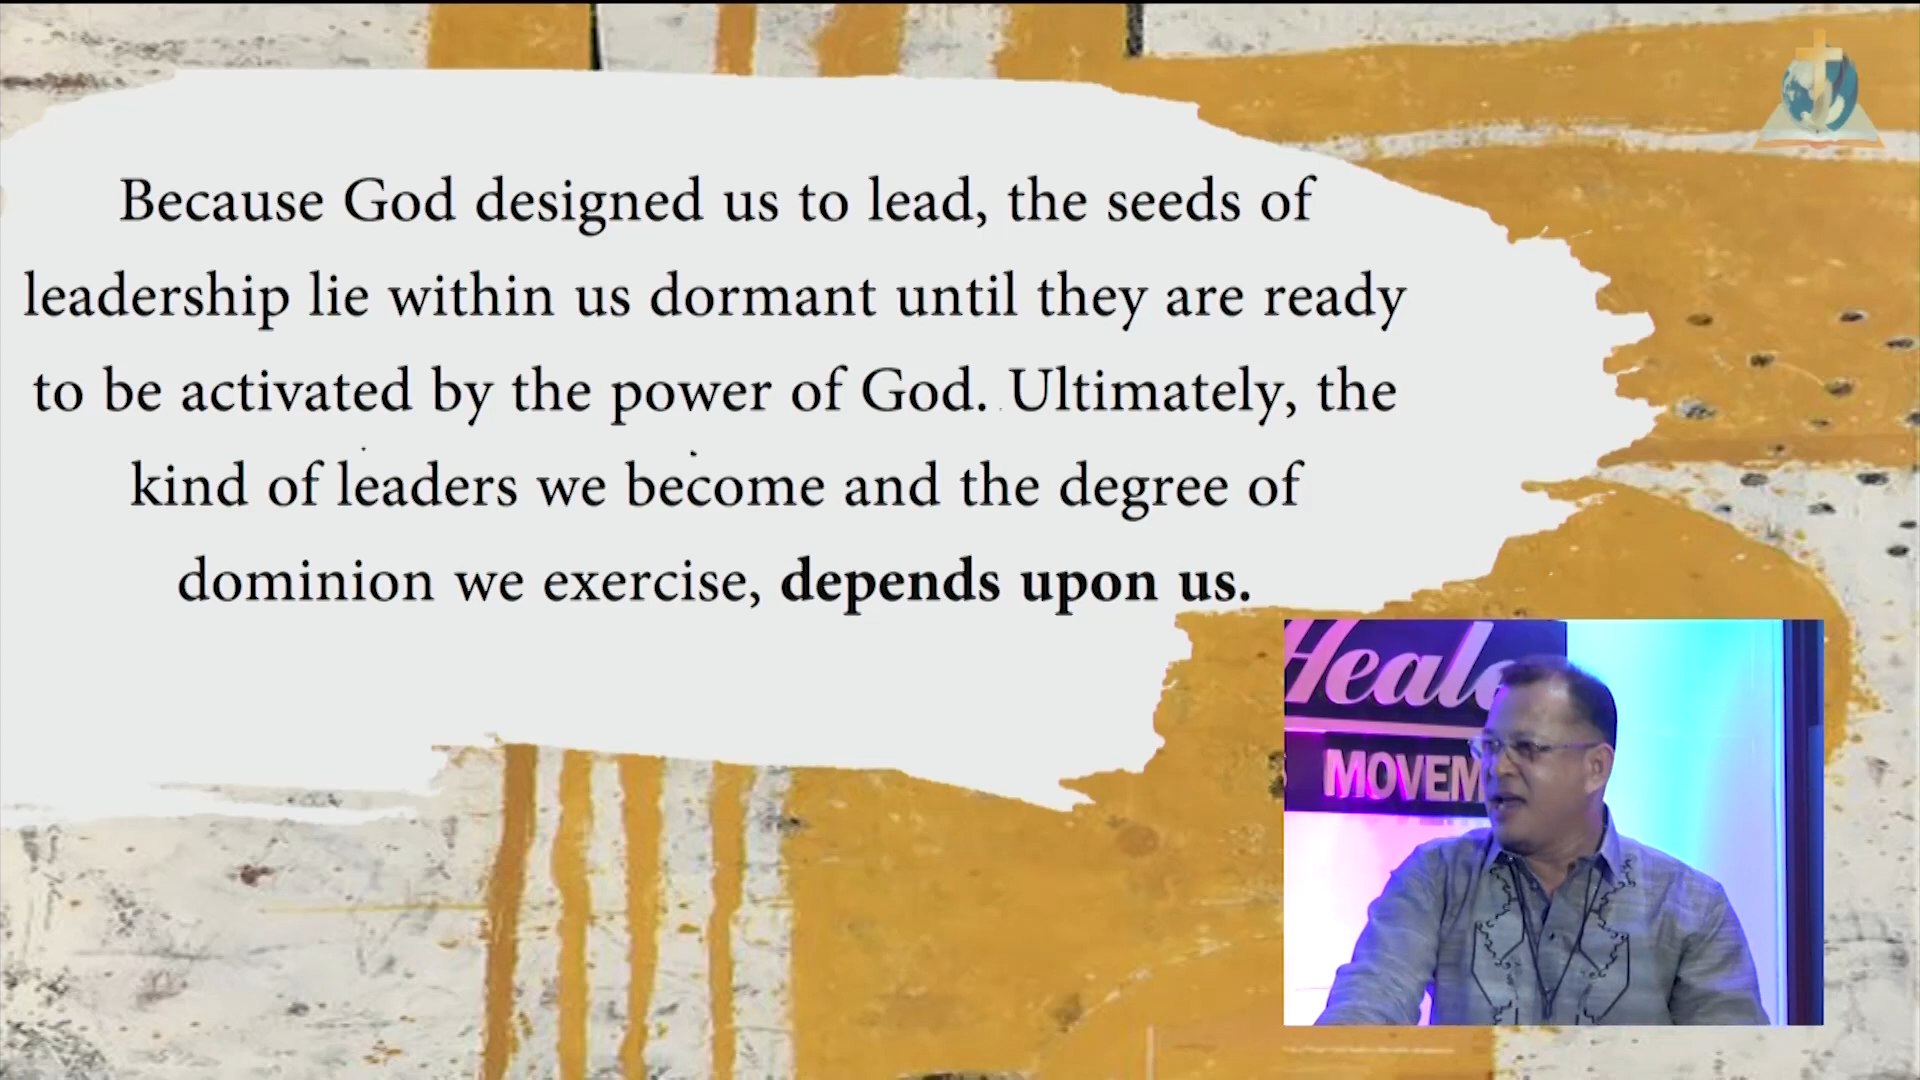 Because God designed us to lead, the seeds of
leadership lie within us dormant until they are ready
to be activated by the power of God. Ultimately, the
kind of leaders we become and the degree of
dominion we exercise, depends upon us.
Heale
MOVEM